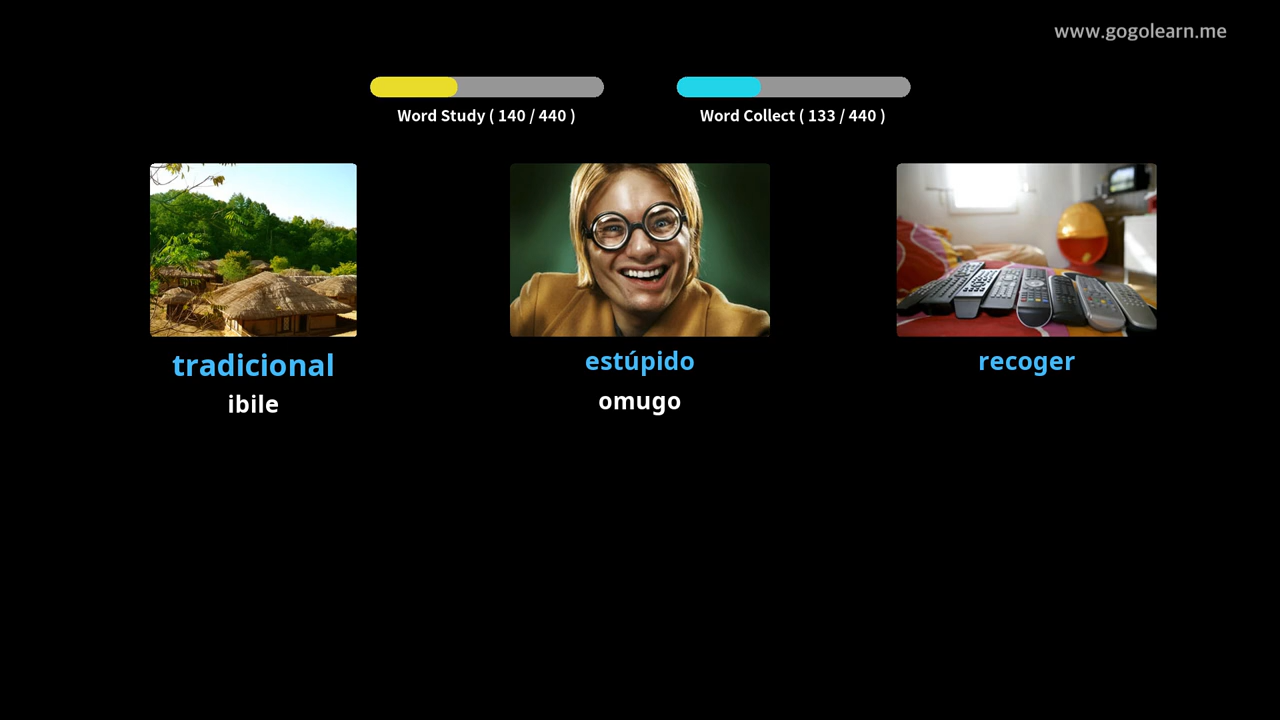 www.gogolearn.me
Word Study ( 140 / 440 )
Word Collect ( 133 / 440 )
tradicional
ibile
estúpido
omugo
recoger